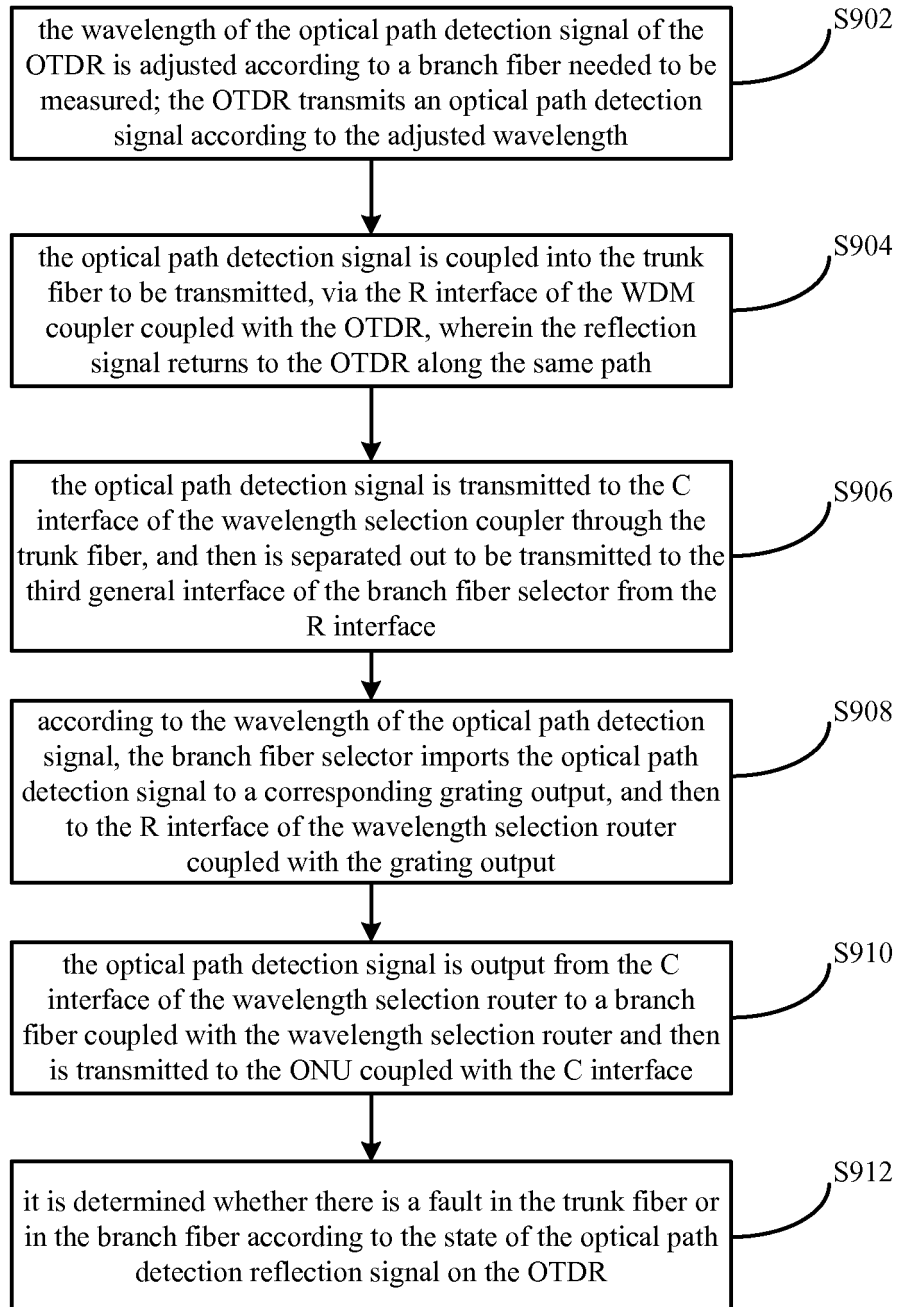 the wavelength of the optical path detection signal of the
OTDR is adjusted according to a branch fiber needed to be
measured; the OTDR transmits an optical path detection
signal according to the adjusted wavelength
S902
the optical path detection signal is coupled into the trunk
fiber to be transmitted, via the R interface of the WDM
coupler coupled with the OTDR, wherein the reflection
signal returns to the OTDR along the same path
S904
the optical path detection signal is transmitted to the C
interface of the wavelength selection coupler through the
trunk fiber, and then is separated out to be transmitted to the
third general interface of the branch fiber selector from the
R interface
S906
according to the wavelength of the optical path detection
signal, the branch fiber selector imports the optical path
detection signal to a corresponding grating output, and then
to the R interface of the wavelength selection router
coupled with the grating output
S908
the optical path detection signal is output from the C
interface of the wavelength selection router to a branch
fiber coupled with the wavelength selection router and then
is transmitted to the ONU coupled with the C interface
S910
it is determined whether there is a fault in the trunk fiber or
in the branch fiber according to the state of the optical path
detection reflection signal on the OTDR
S912